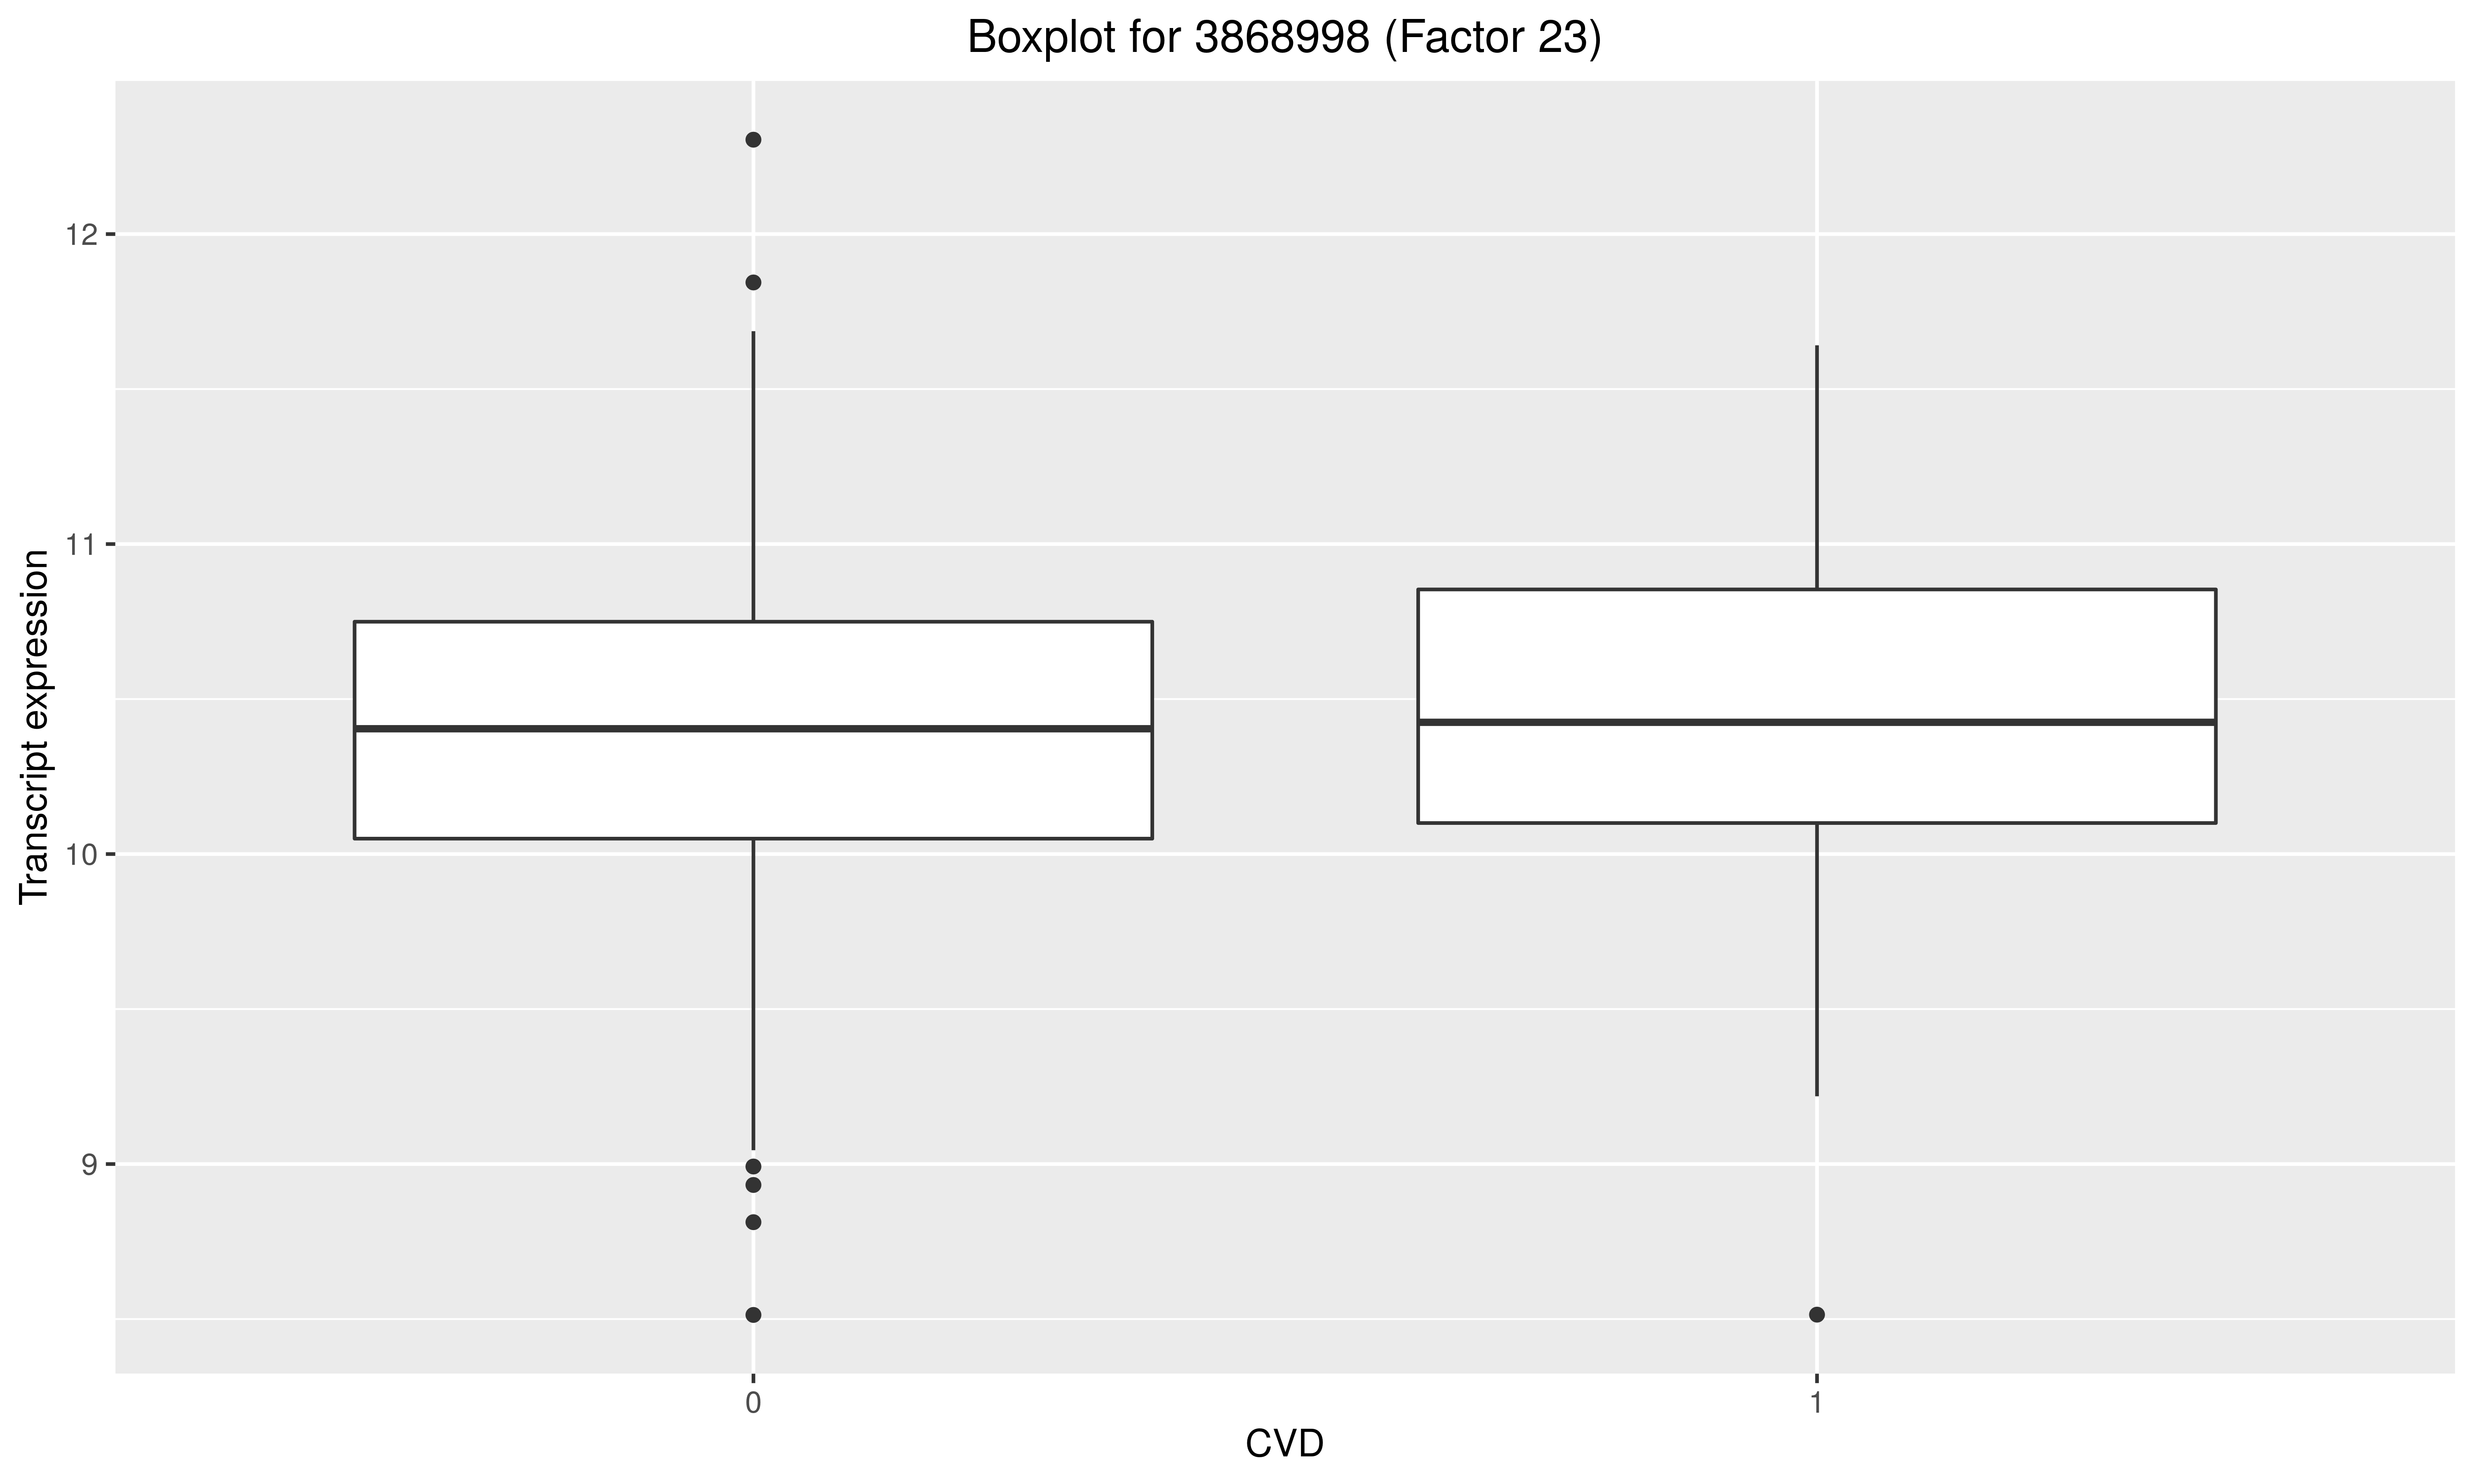 Boxplot for 3868998 (Factor 23)
Transcript expression
12
11
10
9
0
1
CVD